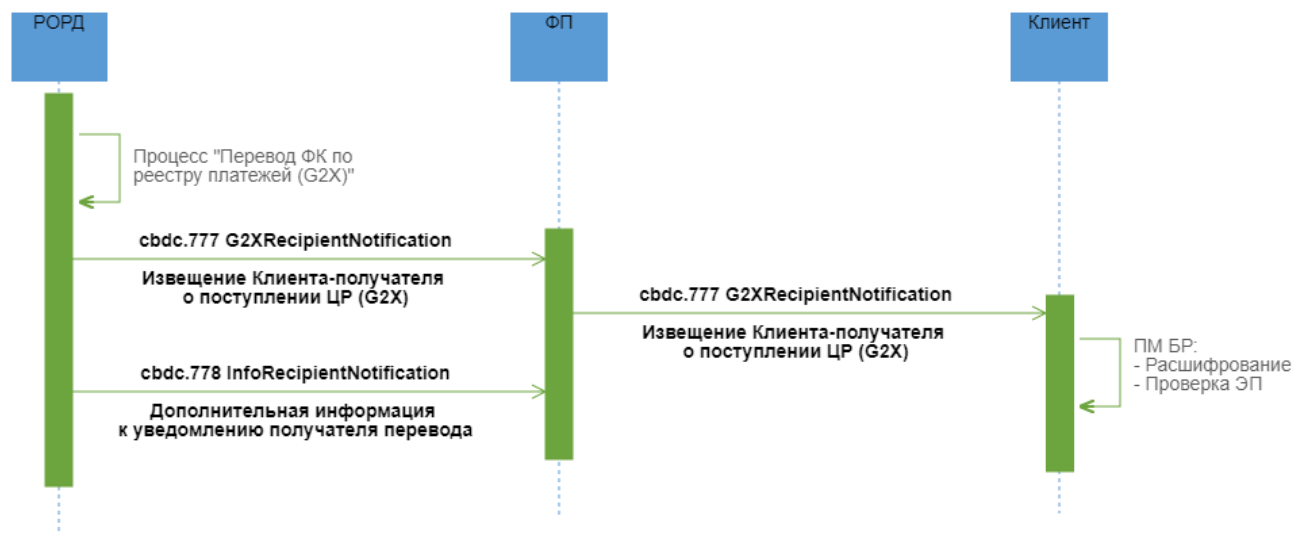 РОРД
ФП
Клиент
Процесс "Перевод ФК по
реестру платежей (G2X)"
cbdc.777 G2XRecipientNotification
Извещение Клиента-получателя
о поступлении ЦР (G2X)
cbdc.777 G2XRecipientNotification
Извещение Клиента-получателя
о поступлении ЦР (G2X)
ПМ БР:
- Расшифрование
- Проверка ЭП
cbdc.778 InfoRecipientNotification
Дополнительная информация
к уведомлению получателя перевода